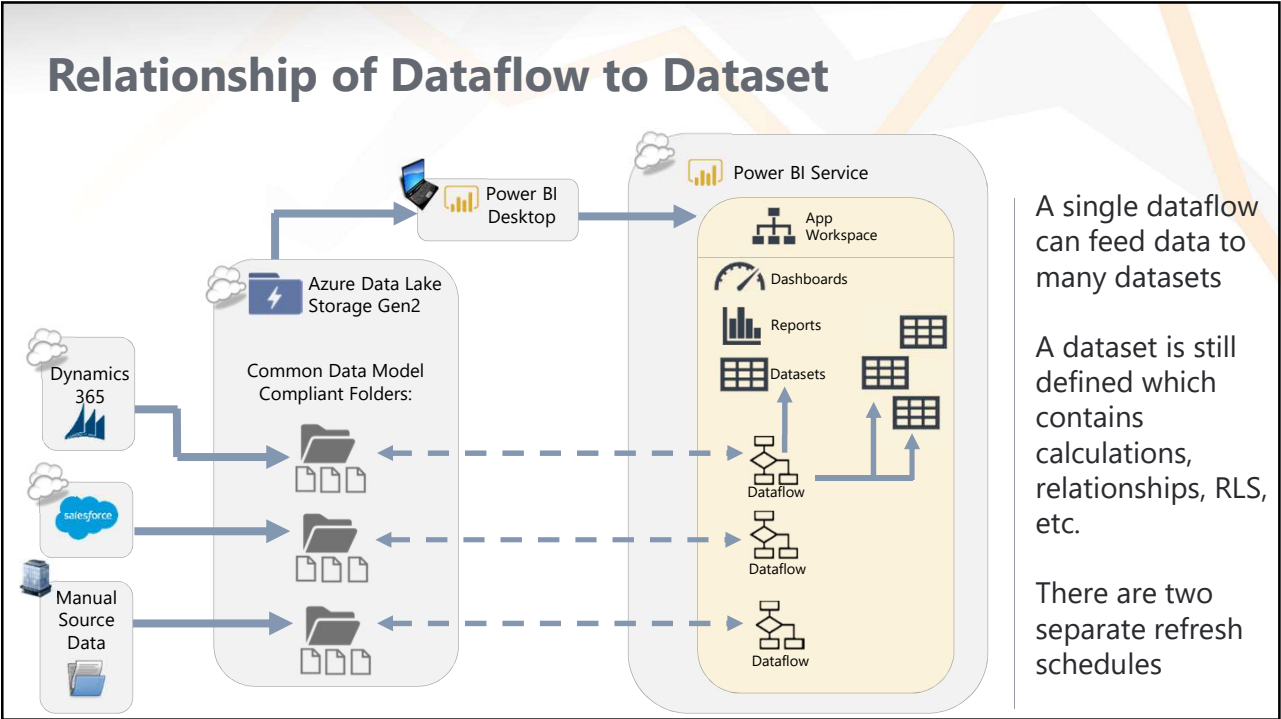 Relationship of Dataflow to Dataset
Power BI
Desktop
Power BI Service
App
Workspace
Dashboards
Reports
Datasets
Dataflow
Dataflow
Dataflow
Azure Data Lake
Storage Gen2
Common Data Model
Compliant Folders:
Dynamics
365
salesforce
Manual
Source
Data
A single dataflow
can feed data to
many datasets
A dataset is still
defined which
contains
calculations,
relationships, RLS,
etc.
There are two
separate refresh
schedules